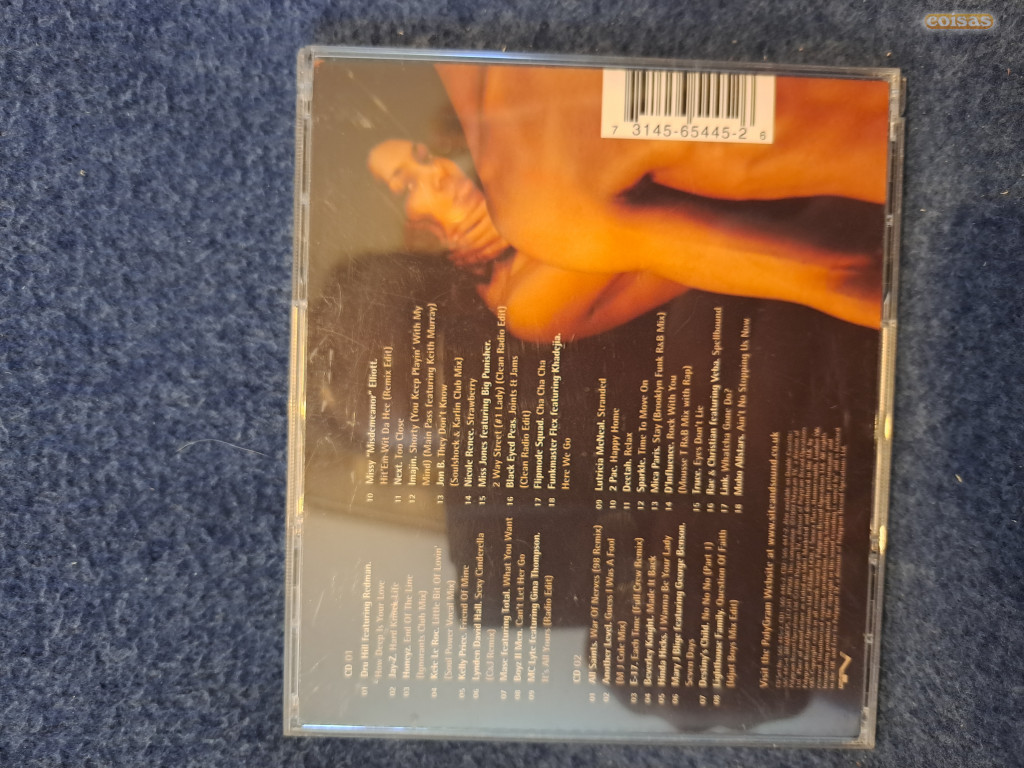 coisas
7 3145-65445-2 6
CD 01
01 Dru Hill Featuring Redman.
How Deep Is Your Love
02 Jay-Z. Hard Knock Life
03 Honeyz. End Of The Line
(Ignorants Club Mix)
04 Kele Le Roc. Little Bit Of Lovin'
(Soul Power Vocal Mix)
05 Kelly Price. Friend Of Mine
06 Lynden David Hall. Sexy Cinderella
(C&J Remix)
07 Mase Featuring Total. What You Want
08 Boyz II Men. Can't Let Her Go
09 MC Lyte Featuring Gina Thompson.
It's All Yours (Radio Edit)
10 Missy "Misdemeanor" Elliott.
Hit 'Em Wit Da Hee (Remix Edit)
11 Next. Too Close
12 Imajin. Shorty (You Keep Playin' With My
Mind) (Main Pass Featuring Keith Murray)
13 Jon B. They Don't Know
(Soulshock & Karlin Club Mix)
14 Nicole Renee. Strawberry
15 Miss Jones featuring Big Punisher.
2 Way Street (#1 Lady) (Clean Radio Edit)
16 Black Eyed Peas. Joints & Jams
(Clean Radio Edit)
17 Flipmode Squad. Cha Cha Cha
18 Funkmaster Flex Featuring Khadejia.
Here We Go
CD 02
01 All Saints. War Of Nerves (98 Remix)
02 Another Level. Guess I Was A Fool
(M J Cole Mix)
03 E-17. Each Time (Full Crew Remix)
04 Beverley Knight. Made It Back
05 Hinda Hicks. I Wanna Be Your Lady
06 Mary J Blige featuring George Benson.
Seven Days
07 Destiny's Child. No No No (Part 1)
08 Lighthouse Family. Question Of Faith
(Idjut Boys Mix Edit)
09 Lutricia McNeal. Stranded
10 2 Pac. Happy Home
11 Deetah. Relax
12 Sparkle. Time To Move On
13 Mica Paris. Stay (Brooklyn Funk R&B Mix)
14 D'Influence. Rock With You
(Mousse T R&B Mix with Rap)
15 Truce. Eyes Don't Lie
16 Rae & Christian Featuring Veba. Spellbound
17 Link. Whatcha Gone Do?
18 Mobo Allstars. Ain't No Stopping Us Now
Visit the PolyGram Website at www.steamsound.co.uk